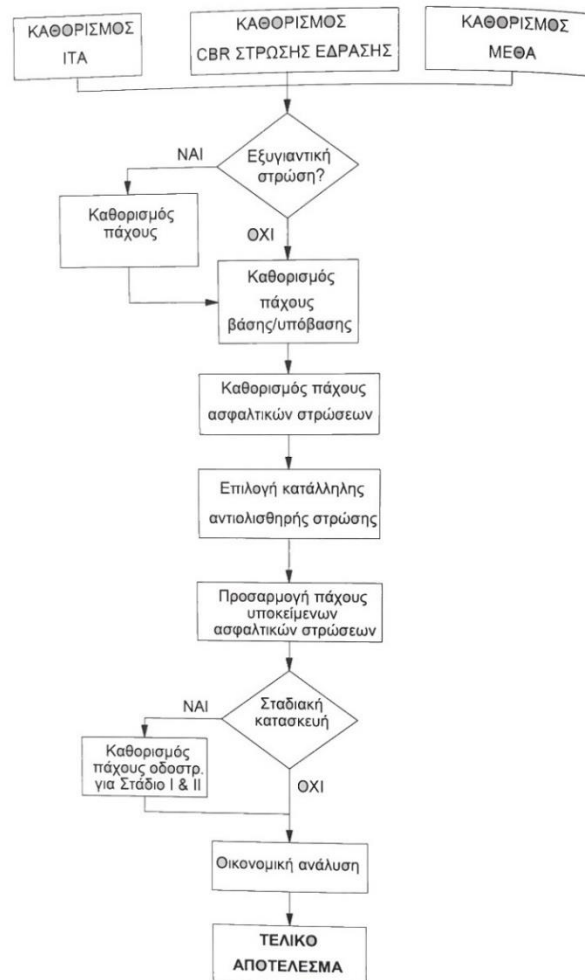 ΚΑΘΟΡΙΣΜΟΣ
ΙΤΑ
ΚΑΘΟΡΙΣΜΟΣ
CBR ΣΤΡΩΣΗΣ ΕΔΡΑΣΗΣ
ΚΑΘΟΡΙΣΜΟΣ
ΜΕΘΑ
ΝΑΙ
Εξυγιαντική
στρώση?
Καθορισμός
πάχους
ΟΧΙ
Καθορισμός
πάχους
βάσης/υπόβασης
Καθορισμός πάχους
ασφαλτικών στρώσεων
Επιλογή κατάλληλης
αντιολισθηρής στρώσης
Προσαρμογή πάχους
υποκείμενων
ασφαλτικών στρώσεων
ΝΑΙ
Σταδιακή
κατασκευή
Καθορισμός
πάχους οδοστρ.
για Στάδιο Ι & ΙΙ
ΟΧΙ
Οικονομική ανάλυση
ΤΕΛΙΚΟ
ΑΠΟΤΕΛΕΣΜΑ